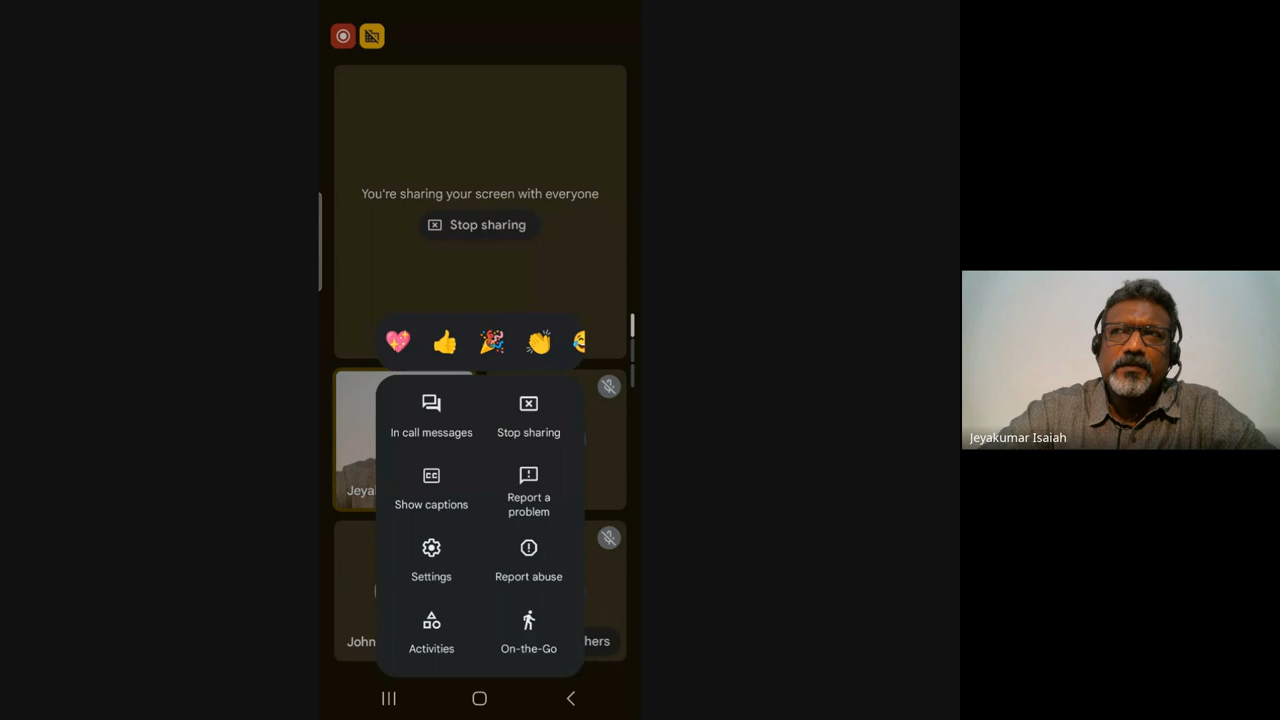 You're sharing your screen with everyone
Stop sharing
In call messages
Stop sharing
Show captions
Report a
problem
Jeya
Settings
Report abuse
John
hers
Activities
On-the-Go
Jeyakumar Isaiah